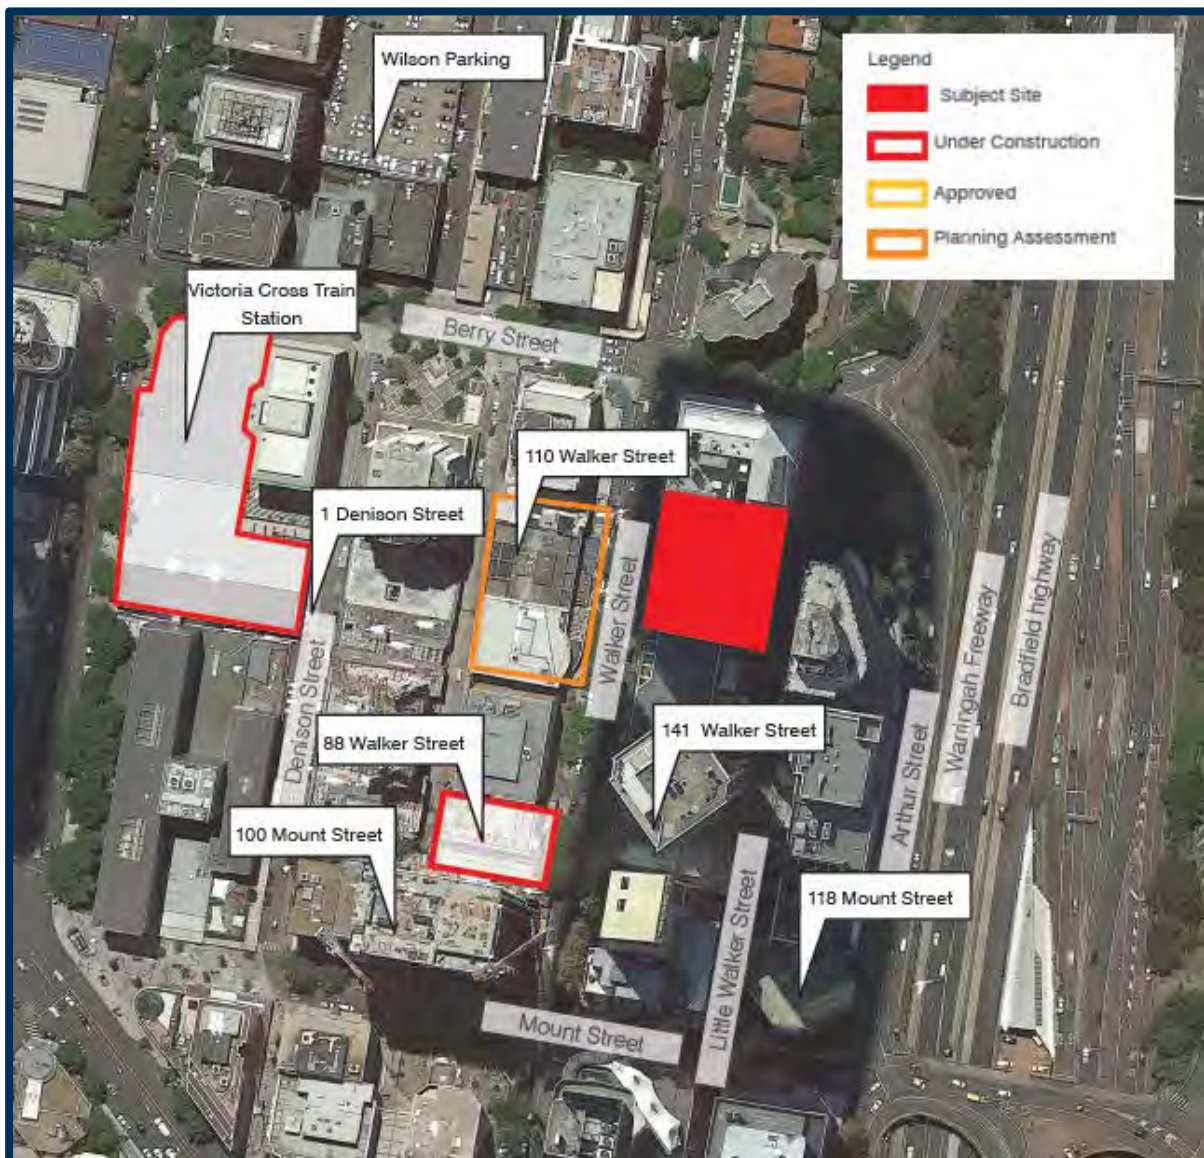 Wilson Parking
Legend
Subject Site
Under Construction
Approved
Planning Assessment
Victoria Cross Train
Station
Berry Street
110 Walker Street
1 Denison Street
Walker Street
Denison Street
88 Walker Street
141 Walker Street
100 Mount Street
118 Mount Street
Mount Street
Little Walker Street
Arthur Street
Warringah Freeway
Bradfield highway